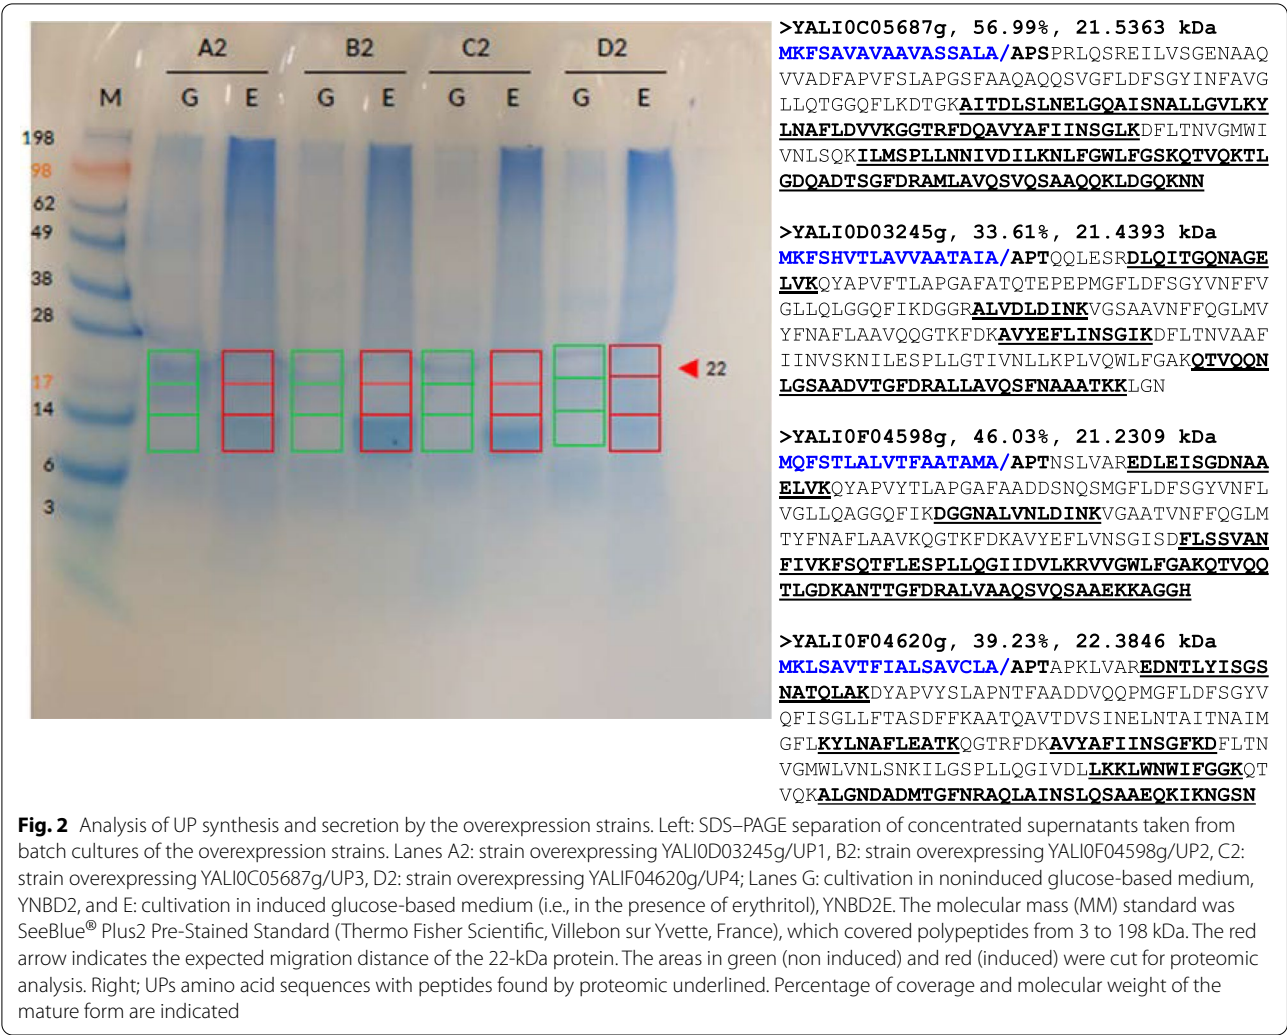 A2 B2 C2 D2
M G E G E G E G E
198
98
62
49
38
28
17
14
6
3
22
>YALI0C05687g, 56.99%, 21.5363 kDa
MKFSAVAVAAVASSALA/APSPRLQSREILVSGENAAQ
VVADFAPVFSLAPGSFAAQAQQSVGFLDFSGYINFAVG
LLQTGGQFLKDTGKAITDLSLNELGQAISNALLGVLKY
LNAFLDVVKGGTRFDQAVYAFIINSGLKDFLTNVGMWI
VNLSQKILMSPLLNNIVDILKNLFGWLFGSKQTVQKTL
GDQADTSGFDRAMLAVQSVQSAAQQKLDGQKNN
>YALI0D03245g, 33.61%, 21.4393 kDa
MKFSHVTLAVVAATAIA/APTQQLESRDLQITGQNAGE
LVKQYAPVFTLAPGAFATQTEPEPMGFLDFSGYVNFFV
GLLQLGGQFIKDGGRALVDLDINKVGSAAVNFFQGLMV
YFNAFLAAVQQGTKFDKAVYEFLINSGIKDFLTNVAAF
IINVSKNILESPLLGTIVNLLKPLVQWLFGAKQTVQQN
LGSAADVTGFDRALLAVQSFNAAATKKLGN
>YALI0F04598g, 46.03%, 21.2309 kDa
MQFSTLALVTFAATAMA/APTNSLVAREDLEISGDNAA
ELVKQYAPVYTLAPGAFAADDSNQSMGFLDFSGYVNFL
VGLLQAGGQFIKDGGNALVNLDINKVGAATVNFFQGLM
TYFNAFLAAVKQGTKFDKAVYEFLVNSGISDFLSSVAN
FIVKFSQTFLESPLLQGIIDVLKRVVGWLFGAKQTVQQ
TLGDKANTTGFDRALVAAQSVQSAAEKKAGGH
>YALI0F04620g, 39.23%, 22.3846 kDa
MKLSAVTFIALSAVCLA/APTAPKLVAREDNTLYISGS
NATQLAKDYAPVYSLAPNTFAADDVQQPMGFLDFSGYV
QFISGLLFTASDFFKAATQAVTDVSINELNTAITNAIM
GFLKYLNAFLEATKQGTRFDKAVYAFIINSGFKDFLTN
VGMWLVNLSNKILGSPLLQGIVDLLKKLWNWIFGGKQT
VQKALGNDADMTGFNRAQLAINSLQSAAEQKIKNGSN
Fig. 2 Analysis of UP synthesis and secretion by the overexpression strains. Left: SDS–PAGE separation of concentrated supernatants taken from
batch cultures of the overexpression strains. Lanes A2: strain overexpressing YALI0D03245g/UP1, B2: strain overexpressing YALI0F04598g/UP2, C2:
strain overexpressing YALI0C05687g/UP3, D2: strain overexpressing YALIF04620g/UP4; Lanes G: cultivation in noninduced glucose-based medium,
YNBD2, and E: cultivation in induced glucose-based medium (i.e., in the presence of erythritol), YNBD2E. The molecular mass (MM) standard was
SeeBlue® Plus2 Pre-Stained Standard (Thermo Fisher Scientific, Villebon sur Yvette, France), which covered polypeptides from 3 to 198 kDa. The red
arrow indicates the expected migration distance of the 22-kDa protein. The areas in green (non induced) and red (induced) were cut for proteomic
analysis. Right; UPs amino acid sequences with peptides found by proteomic underlined. Percentage of coverage and molecular weight of the
mature form are indicated